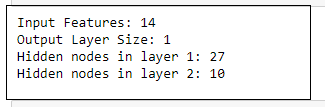 Input Features: 14
Output Layer Size: 1
Hidden nodes in layer 1: 27
Hidden nodes in layer 2: 10